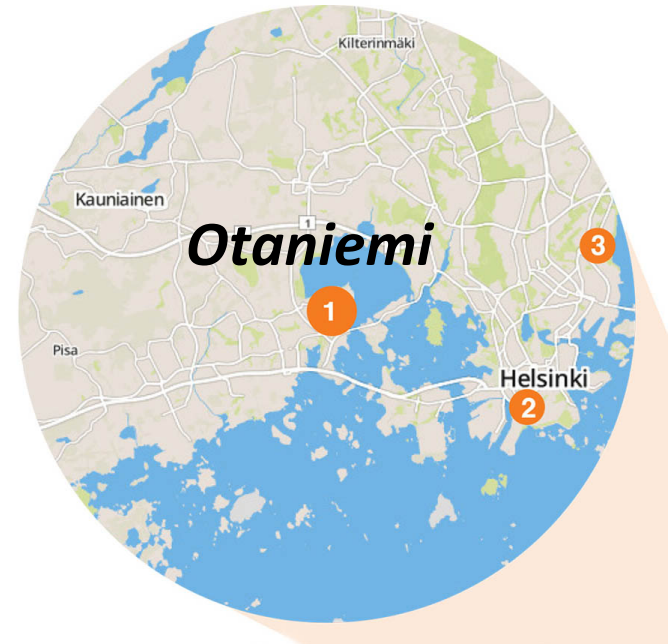 Kilterinmäki
Kauniainen
1
Otaniemi
3
1
Pisa
Helsinki
2